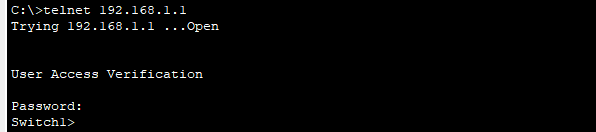 C:\>telnet 192.168.1.1
Trying 192.168.1.1 ...Open
User Access Verification
Password:
Switch1>